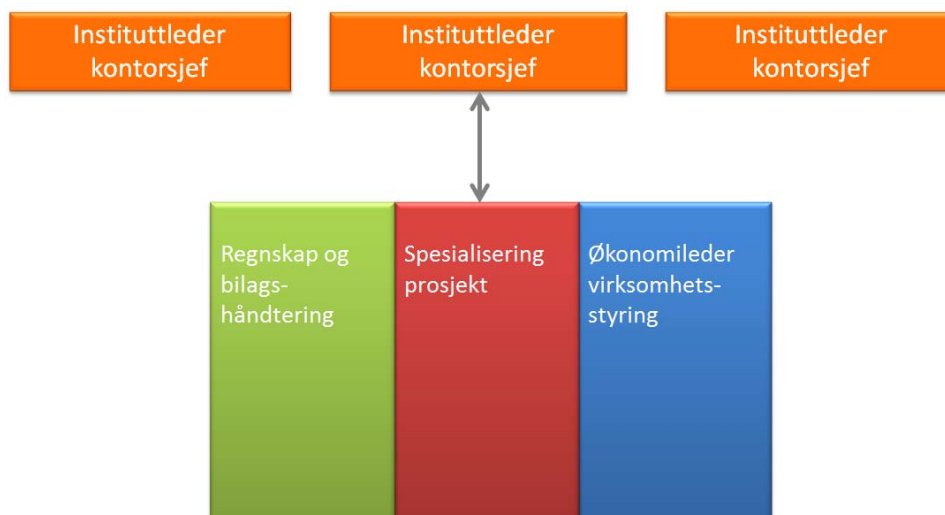 Instituttleder
kontorsjef
Instituttleder
kontorsjef
Instituttleder
kontorsjef
Regnskap og
bilags-
håndtering
Spesialisering
prosjekt
Økonomileder
virksomhets-
styring